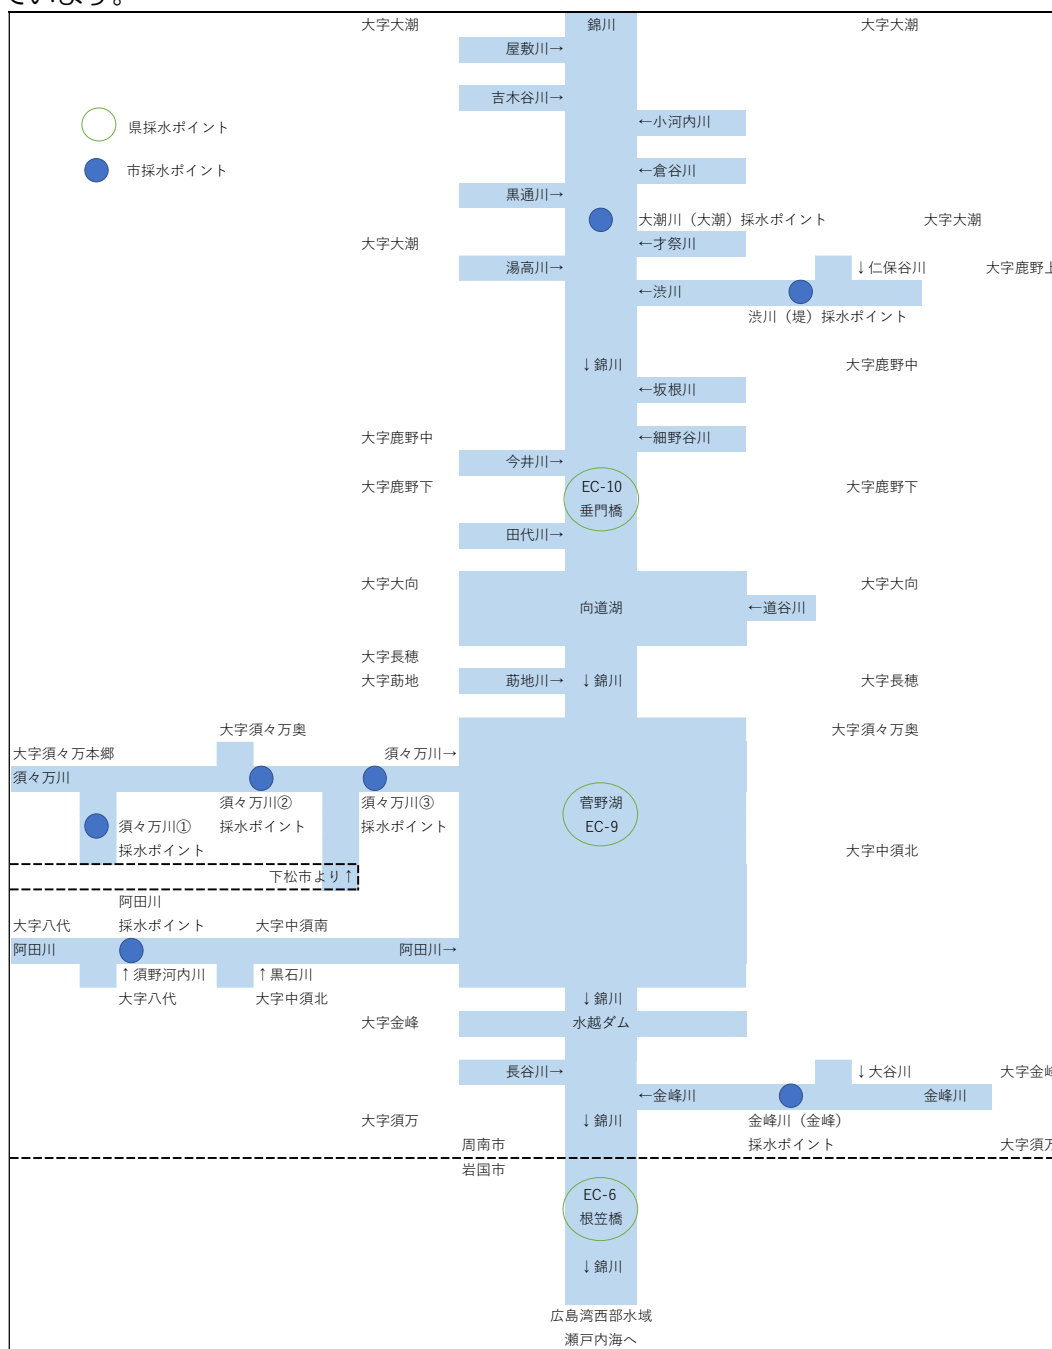 ています。
大字大潮 錦川 大字大潮
屋敷川→
吉木谷川→
←小河内川
県採水ポイント
市採水ポイント
←倉谷川
黒通川→
大潮川（大潮）採水ポイント 大字大潮
大字大潮 ←才祭川
湯高川→ ↓仁保谷川 大字鹿野上
←渋川
渋川（堤）採水ポイント
↓錦川 大字鹿野中
←坂根川
大字鹿野中 ←細野谷川
今井川→
大字鹿野下 EC-10 大字鹿野下
垂門橋
田代川→
大字大向 大字大向
向道湖 ←道谷川
大字長穂
大字莇地 莇地川→ ↓錦川 大字長穂
大字須々万奥 大字須々万奥
大字須々万本郷 須々万川→
須々万川
須々万川② 須々万川③ 菅野湖
採水ポイント 採水ポイント EC-9
須々万川①
採水ポイント 大字中須北
下松市より↑
阿田川
大字八代 採水ポイント 大字中須南
阿田川 阿田川→
↑須野河内川 ↑黒石川
大字八代 大字中須北 ↓錦川
大字金峰 水越ダム
長谷川→ ↓大谷川 大字金峰
←金峰川 金峰川
大字須万 ↓錦川 金峰川（金峰）
周南市 採水ポイント 大字須万
岩国市
EC-6
根笠橋
↓錦川
広島湾西部水域
瀬戸内海へ